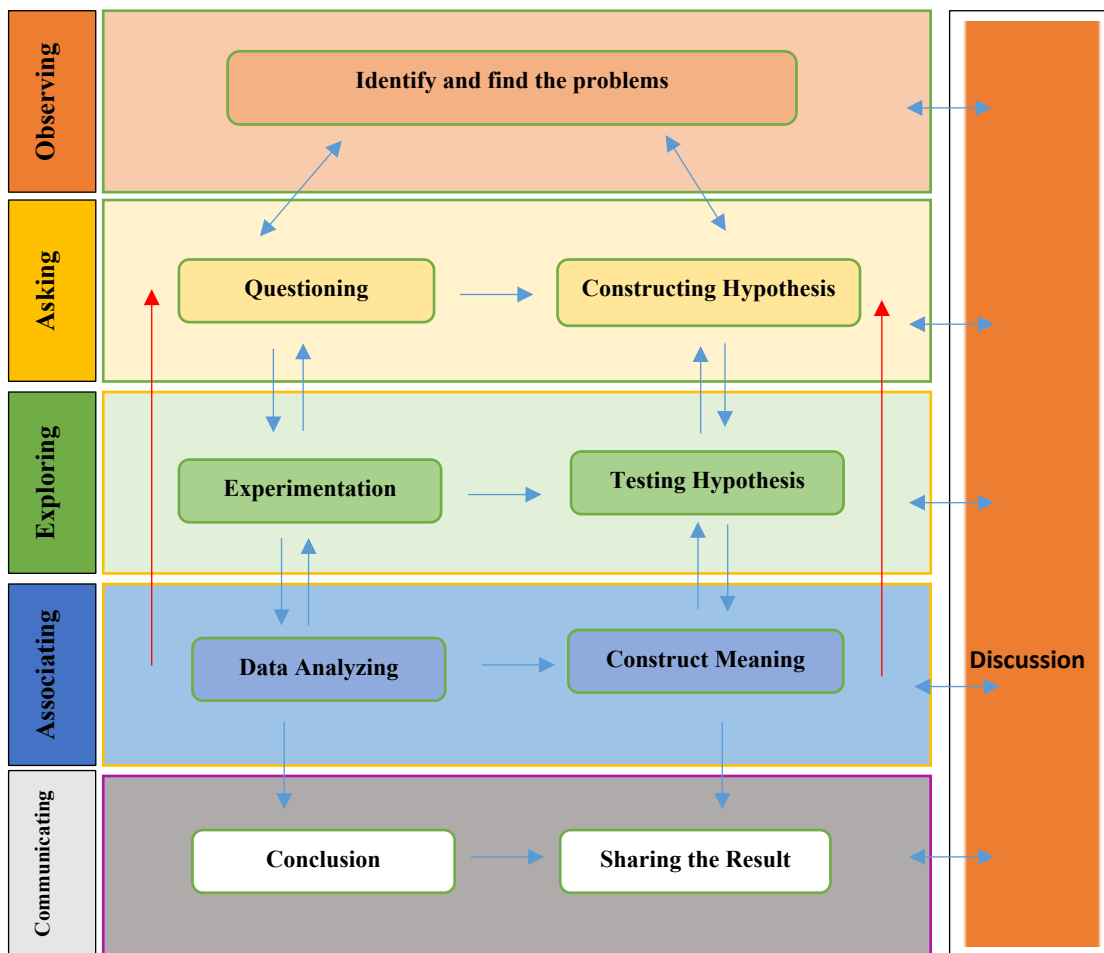 Observing
Identify and find the problems
Asking
Questioning
Constructing Hypothesis
Exploring
Experimentation
Testing Hypothesis
Associating
Data Analyzing
Construct Meaning
Communicating
Conclusion
Sharing the Result
Discussion